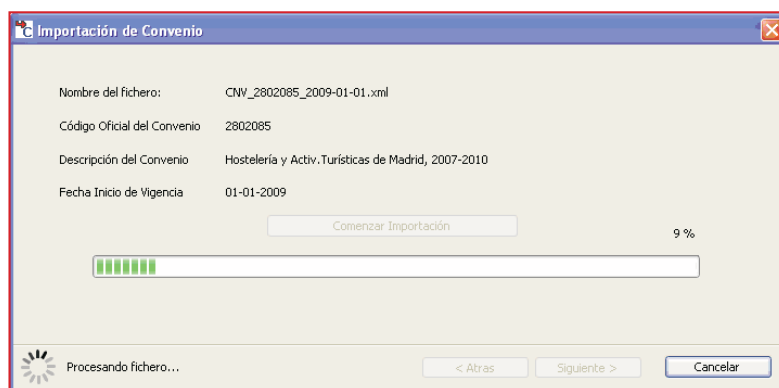 Importación de Convenio
Nombre del fichero: CNV_2802085_2009-01-01.xml
Código Oficial del Convenio 2802085
Descripción del Convenio Hostelería y Activ.Turísticas de Madrid, 2007-2010
Fecha Inicio de Vigencia 01-01-2009
Comenzar Importación
9 %
Procesando fichero... < Atras Siguiente > Cancelar